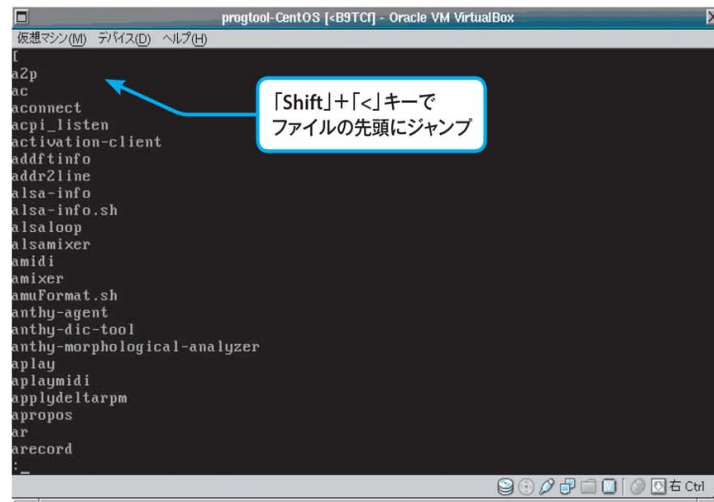 progtool-CentOS [<B9TCf] - Oracle VM VirtualBox
仮想マシン(M) デバイス(D) ヘルプ(H)
[
a2p
ac
aconnect
acpi_listen
activation-client
addftinfo
addr2line
alsa-info
alsa-info.sh
alsaloop
alsamixer
amidi
amixer
amuFormat.sh
anthy-agent
anthy-dic-tool
anthy-morphological-analyzer
aplay
aplaymidi
applydeltarpm
apropos
ar
arecord
:_
「Shift」+「<」キーで
ファイルの先頭にジャンプ
右 Ctrl